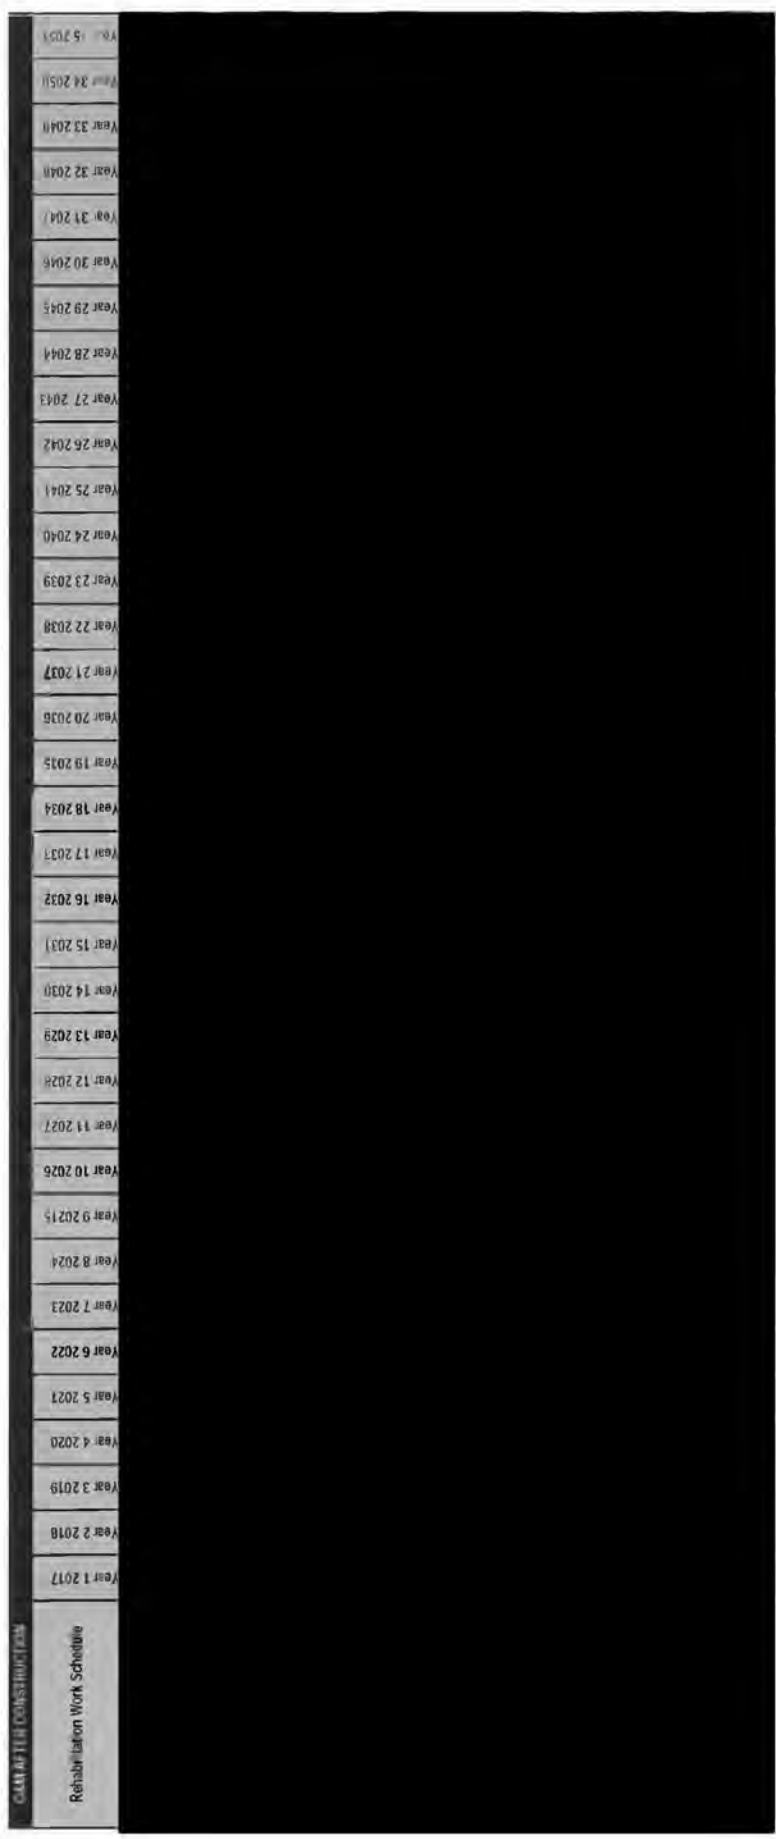 O&M AFTER CONSTRUCTION
Rehabilitation Work Schedule
Year 1 2017
Year 2 2018
Year 3 2019
Year 4 2020
Year 5 2021
Year 6 2022
Year 7 2023
Year 8 2024
Year 9 20215
Year 10 2026
Year 11 2027
Year 12 2028
Year 13 2029
Year 14 2030
Year 15 2031
Year 16 2032
Year 17 2033
Year 18 2034
Year 19 2035
Year 20 2036
Year 21 2037
Year 22 2038
Year 23 2039
Year 24 2040
Year 25 2041
Year 26 2042
Year 27 2043
Year 28 2044
Year 29 2045
Year 30 2046
Year 31 2047
Year 32 2048
Year 33 2049
Year 34 2050
2051